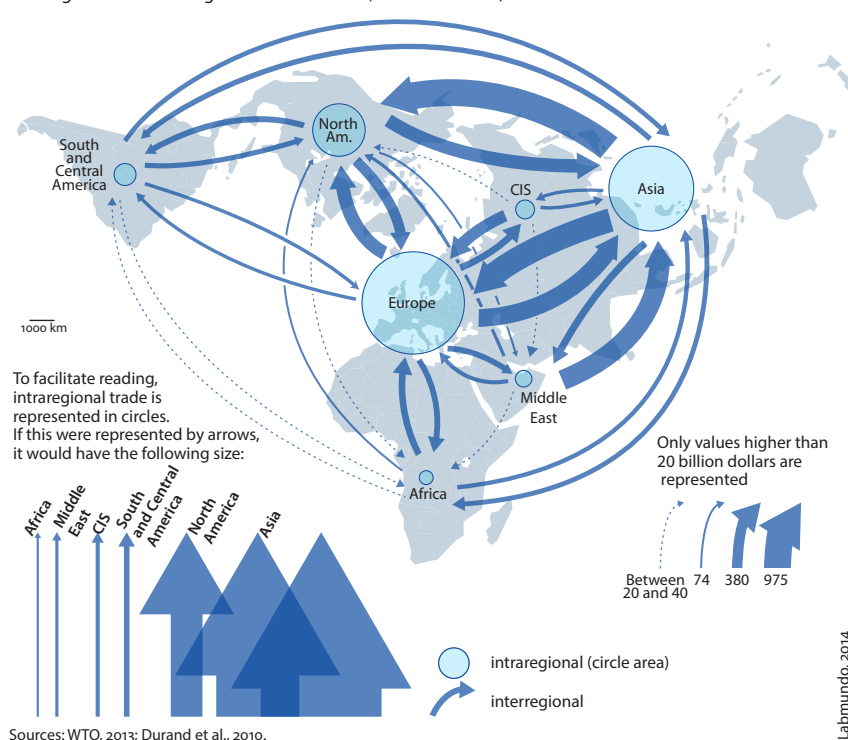 North
Am.
South
and
Central
America
CIS
Asia
Europe
1000 km
Middle
East
Africa
To facilitate reading,
intraregional trade is
represented in circles.
If this were represented by arrows,
it would have the following size:
Africa
Middle
East
CIS
South
and Central
America
North
America
Asia
Only values higher than
20 billion dollars are
represented
Between
20 and 40
74
380
975
intraregional (circle area)
interregional
Sources: WTO, 2013; Durand et al., 2010.
Labmundo, 2014